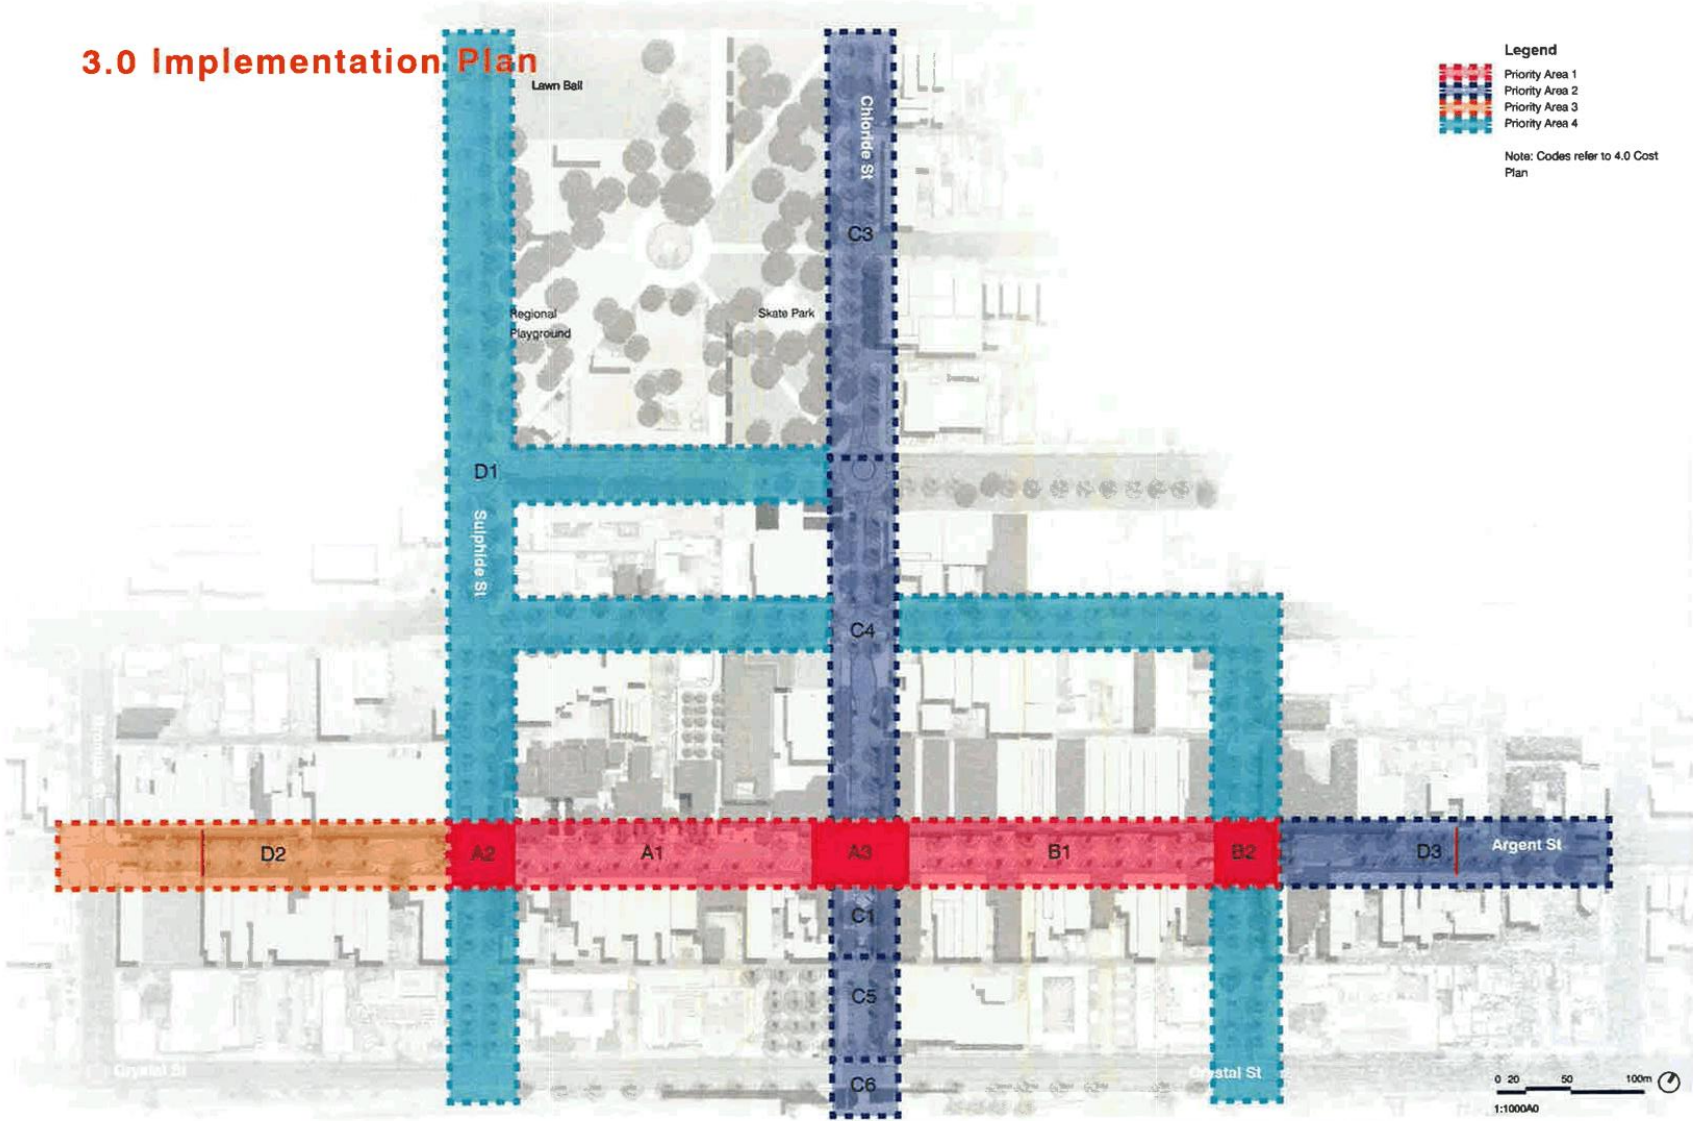 3.0 Implementation Plan
Legend
Priority Area 1
Priority Area 2
Priority Area 3
Priority Area 4
Note: Codes refer to 4.0 Cost
Plan
Lawn Ball
Chloride St
C3
Regional
Playground
Skate Park
D1
Sulphide St
C4
D2
A2
A1
A3
B1
B2
D3
Argent St
C1
C5
C6
Crystal St
Crystal St
0 20 50 100m
1:1000A0